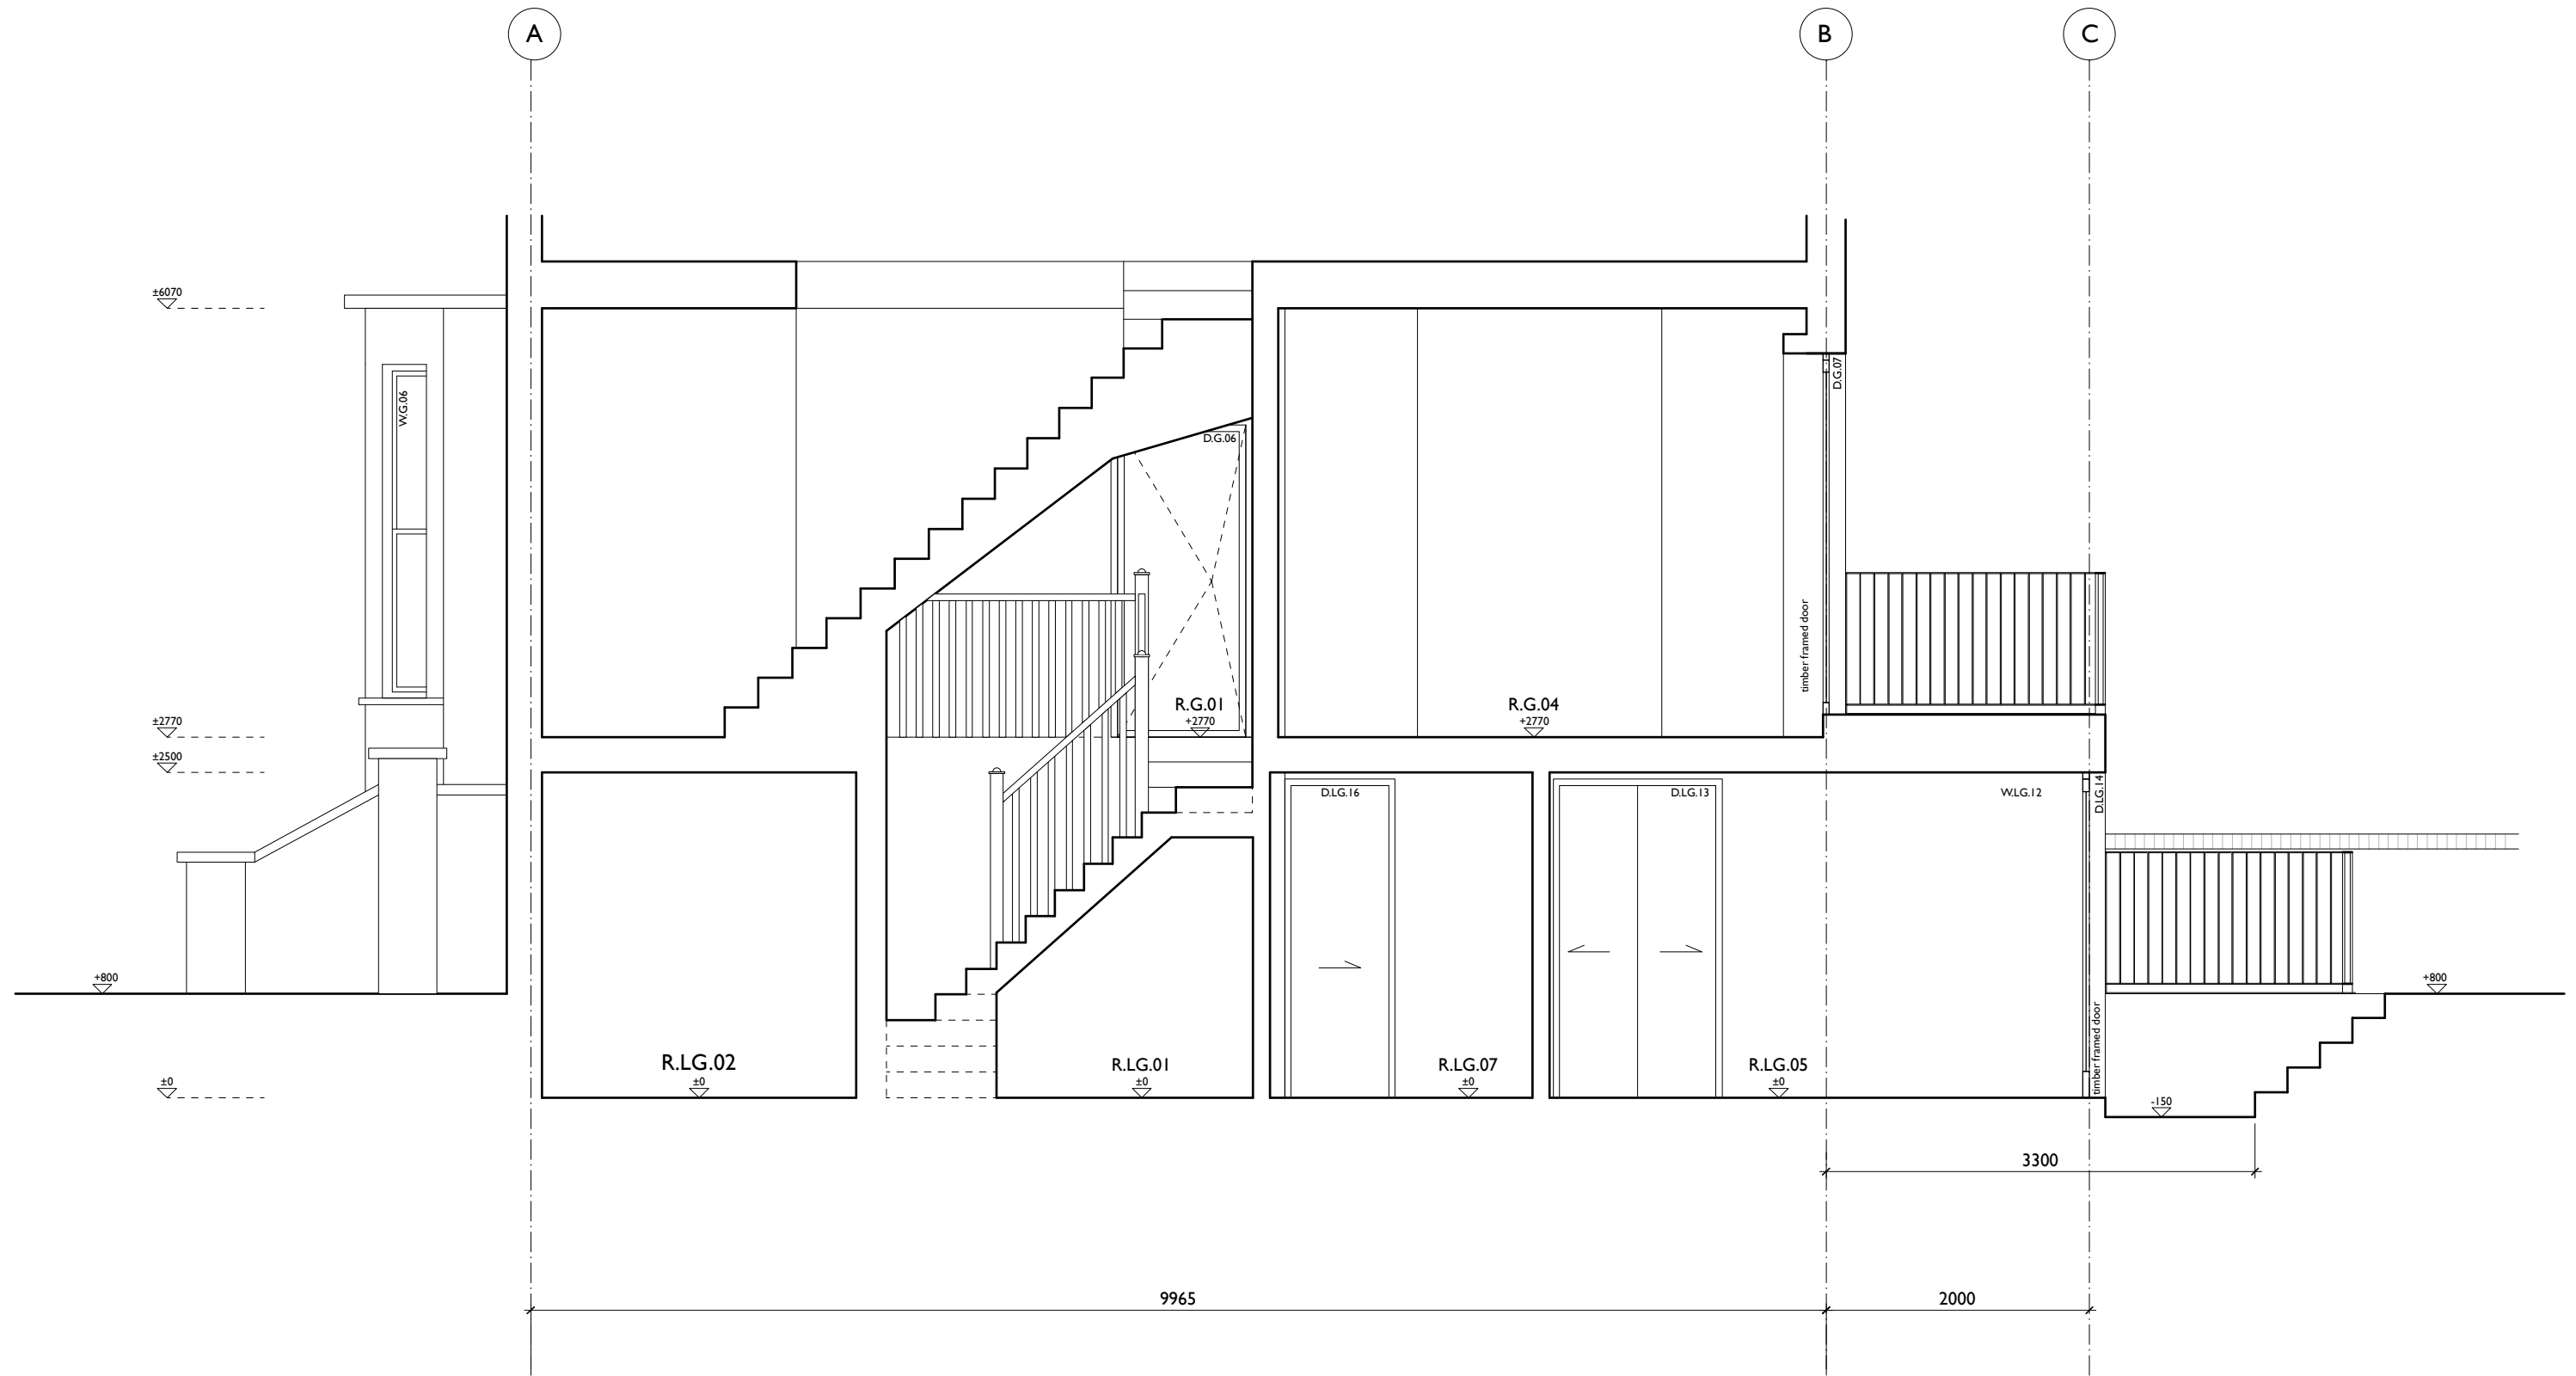 A
B
C
±6070
W.G.06
D.G.07
D.G.06
timber framed door
R.G.01
+2770
R.G.04
+2770
±2770
±2500
D.LG.16
D.LG.13
W.LG.12
D.LG.14
+800
+800
timber framed door
R.LG.02
±0
R.LG.01
±0
R.LG.07
±0
R.LG.05
±0
±0
-150
3300
9965
2000